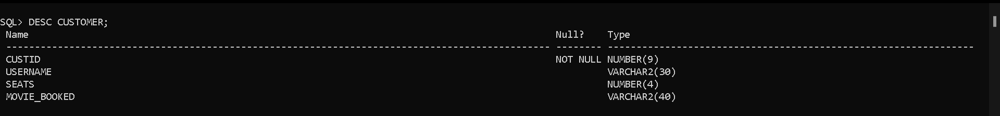 SQL> DESC CUSTOMER;
Name Null? Type
----------------------------------------------------------------------------------------------- -------- ----------------------------------------------------------------
CUSTID NOT NULL NUMBER(9)
USERNAME VARCHAR2(30)
SEATS NUMBER(4)
MOVIE_BOOKED VARCHAR2(40)